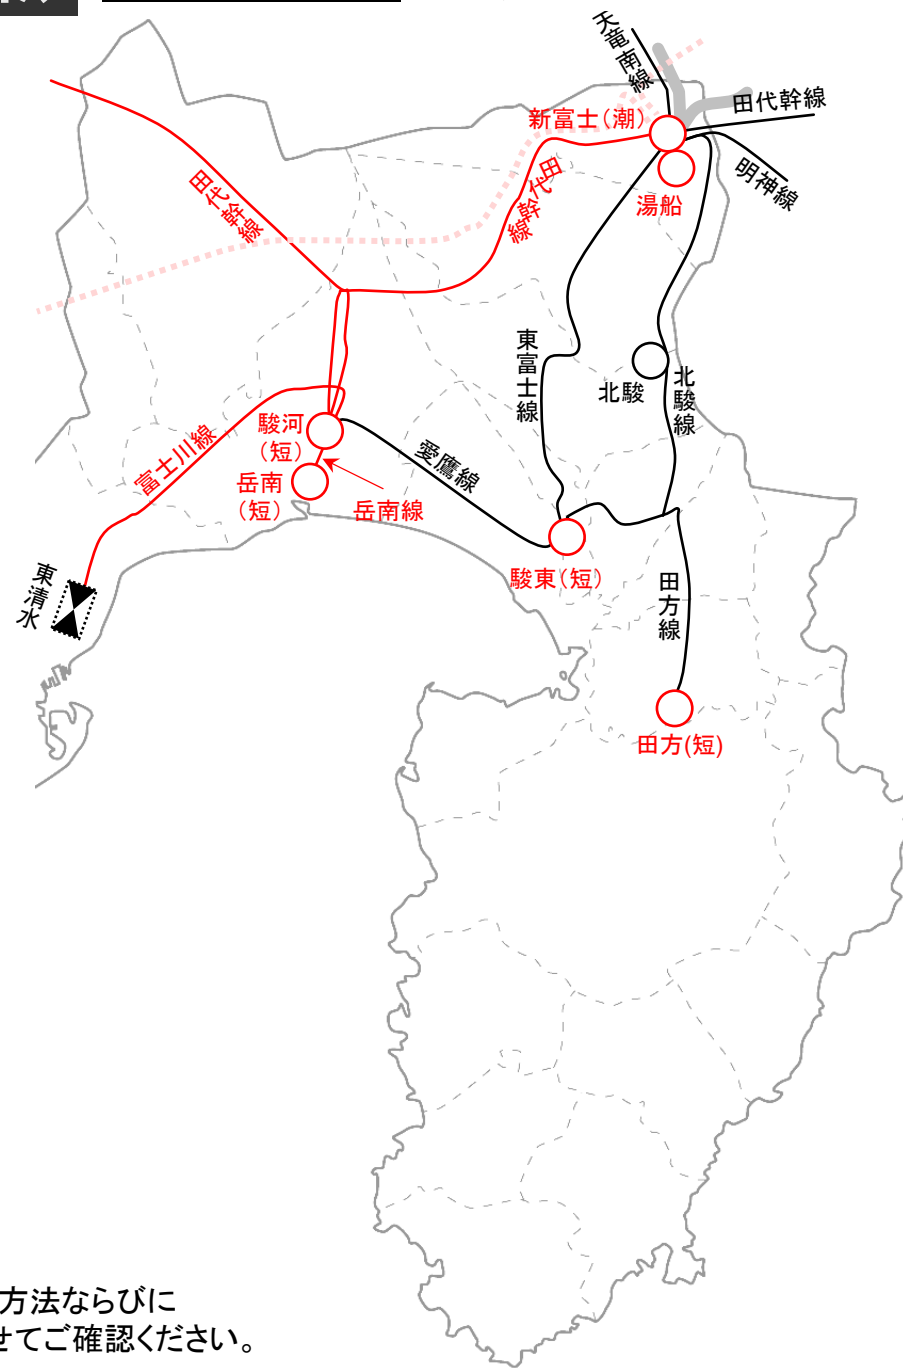 天竜南線
新富士（潮）
田代幹線
明神線
湯船
田代幹線
田代幹線
東富士線
北駿
北駿線
駿河
（短）
愛鷹線
富士川線
岳南
（短）
岳南線
駿東（短）
東清水
田方線
田方(短)
方法ならびに
せてご確認ください。